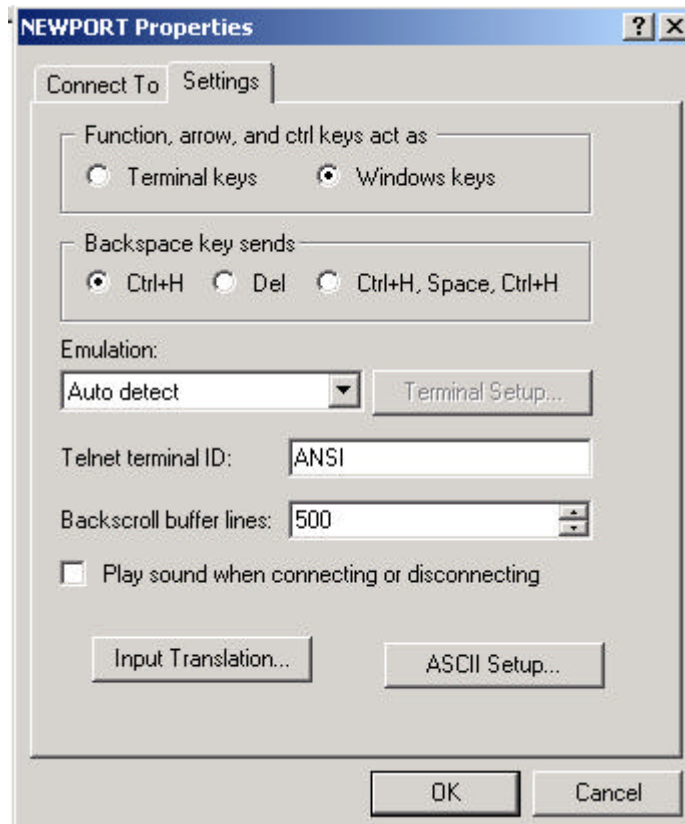 NEWPORT Properties
Connect To Settings
Function, arrow, and ctrl keys act as
Terminal keys Windows keys
Backspace key sends
Ctrl+H Del Ctrl+H, Space, Ctrl+H
Emulation:
Auto detect Terminal Setup...
Telnet terminal ID: ANSI
Backscroll buffer lines: 500
Play sound when connecting or disconnecting
Input Translation... ASCII Setup...
OK Cancel